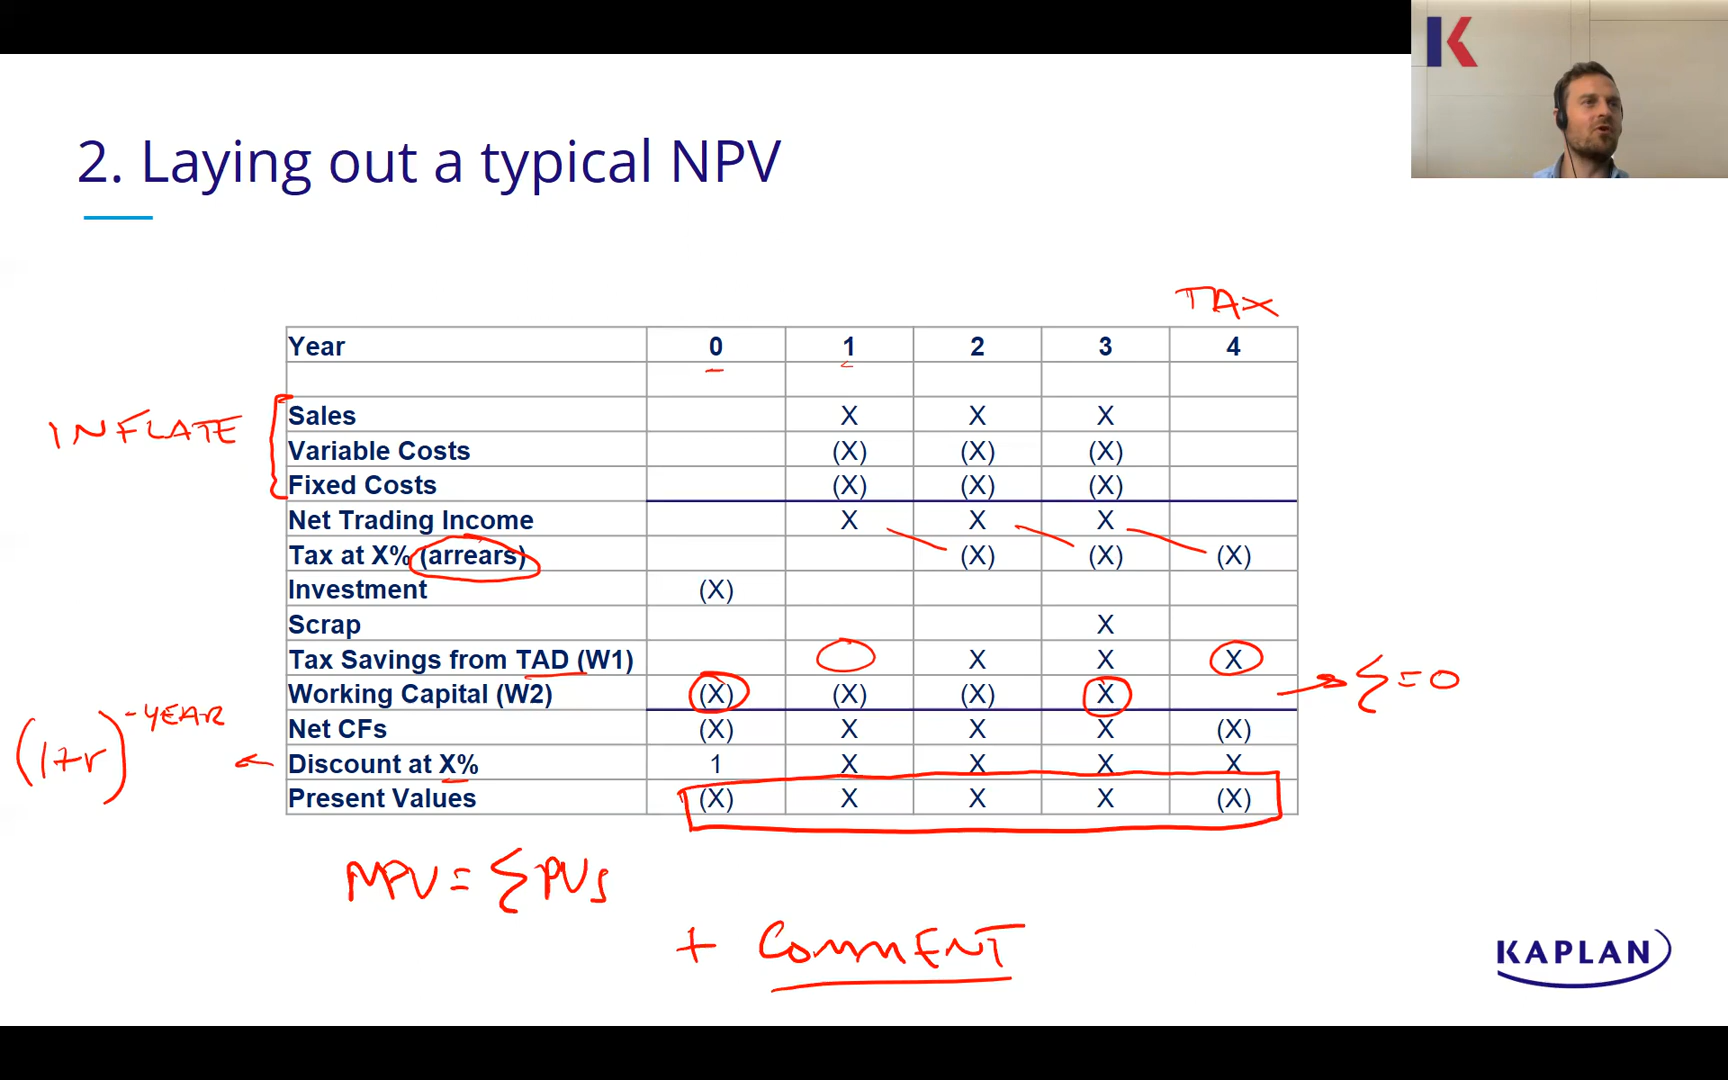 K
2. Laying out a typical NPV
TAX
Year 0 1 2 3 4
INFLATE
Sales X X X
Variable Costs (X) (X) (X)
Fixed Costs (X) (X) (X)
Net Trading Income X X X
Tax at X% (arrears) (X) (X) (X)
Investment (X)
Scrap X
Tax Savings from TAD (W1) X X X
Working Capital (W2) (X) (X) (X) X
Σ = 0
Net CFs (X) X X X (X)
(1+r)^-YEAR
Discount at X% 1 X X X X
Present Values (X) X X X (X)
NPV = Σ PVs
+ COMMENT
KAPLAN